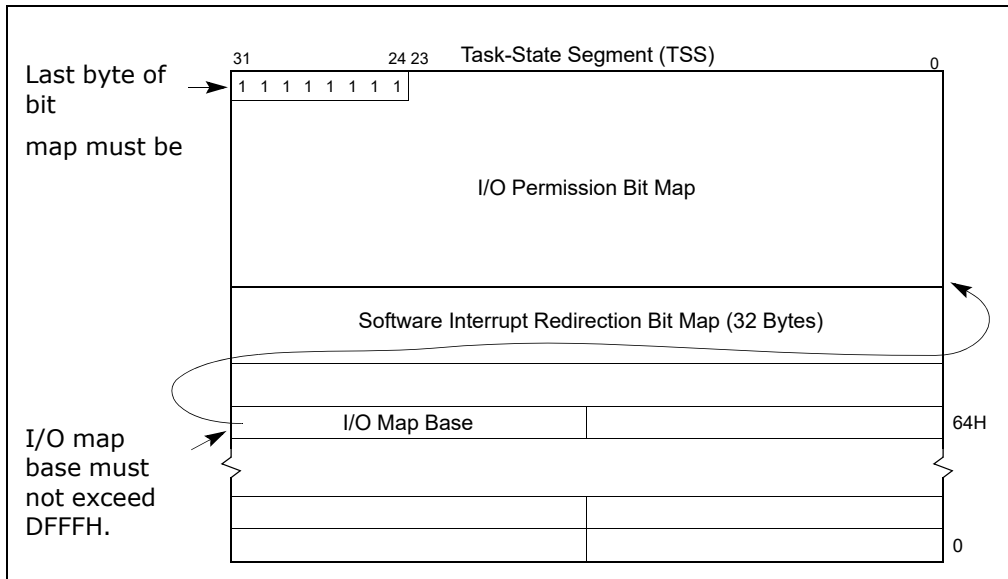 Task-State Segment (TSS)
31
24 23
0
Last byte of
bit
map must be
1 1 1 1 1 1 1 1
I/O Permission Bit Map
Software Interrupt Redirection Bit Map (32 Bytes)
I/O Map Base
64H
I/O map
base must
not exceed
DFFFH.
0